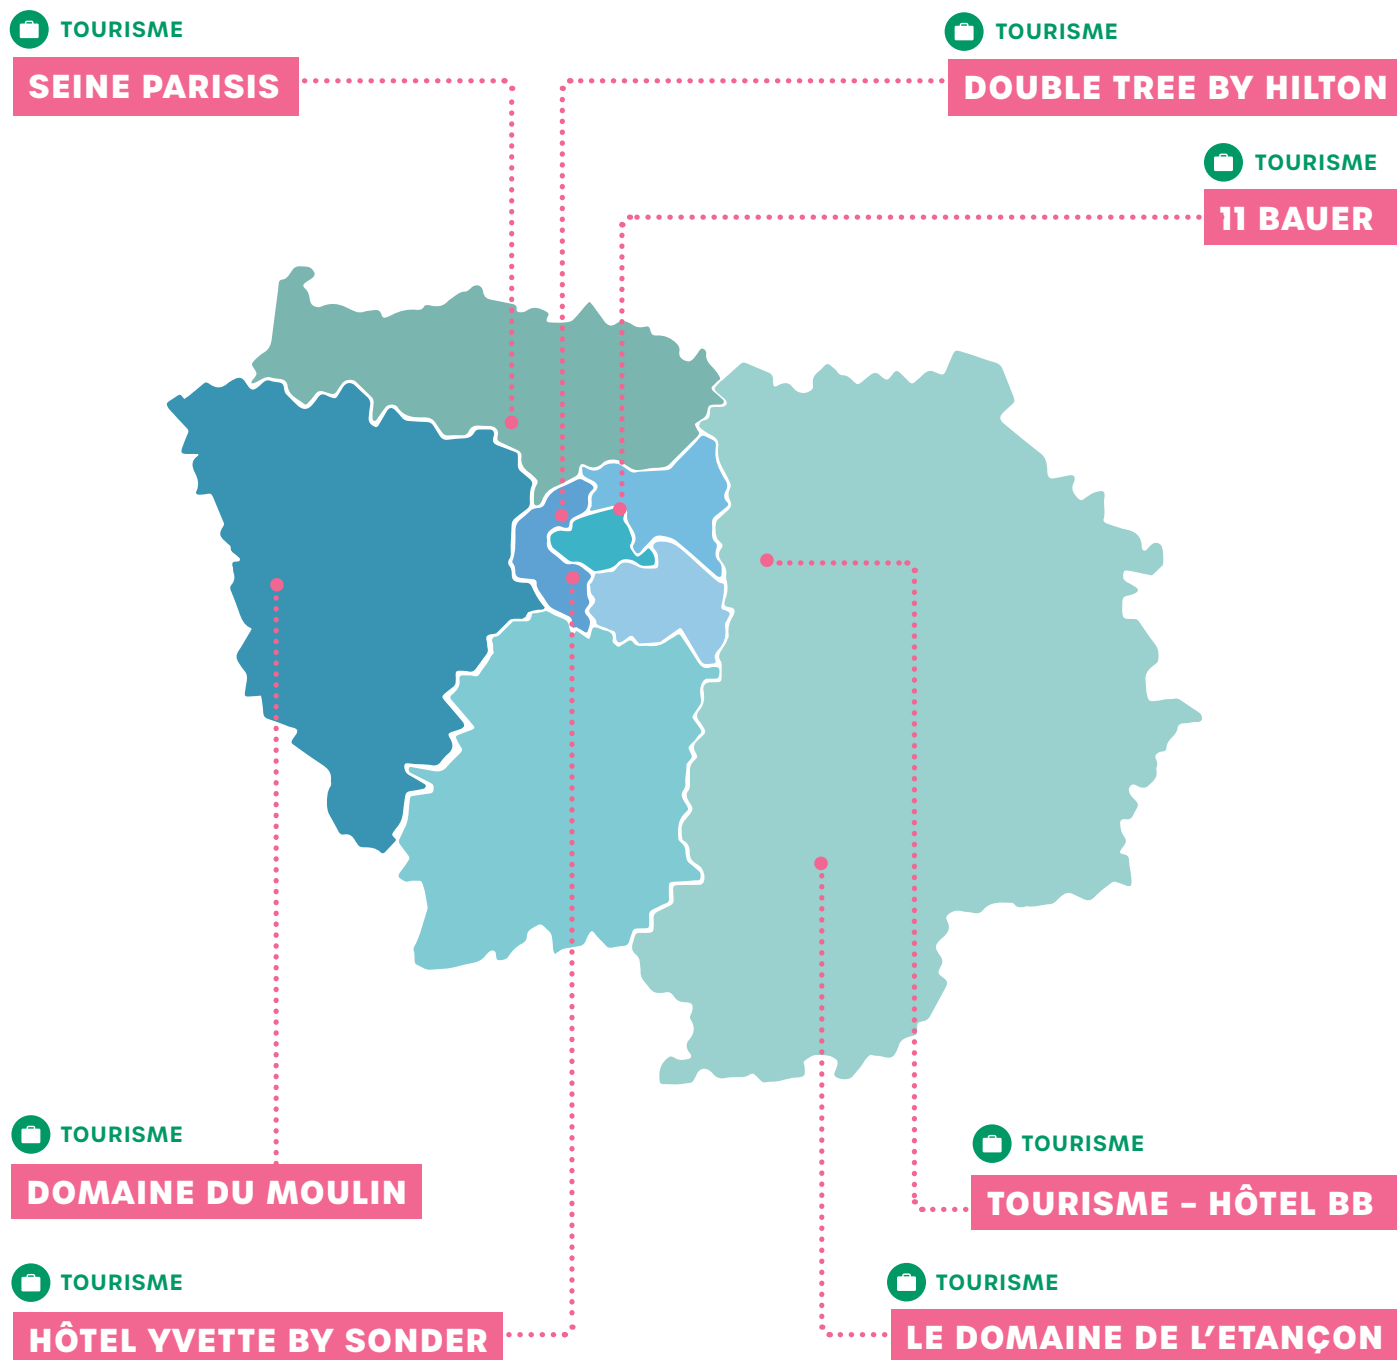 TOURISME
SEINE PARISIS
TOURISME
DOUBLE TREE BY HILTON
TOURISME
11 BAUER
TOURISME
DOMAINE DU MOULIN
TOURISME
TOURISME – HÔTEL BB
TOURISME
HÔTEL YVETTE BY SONDER
TOURISME
LE DOMAINE DE L’ETANÇON